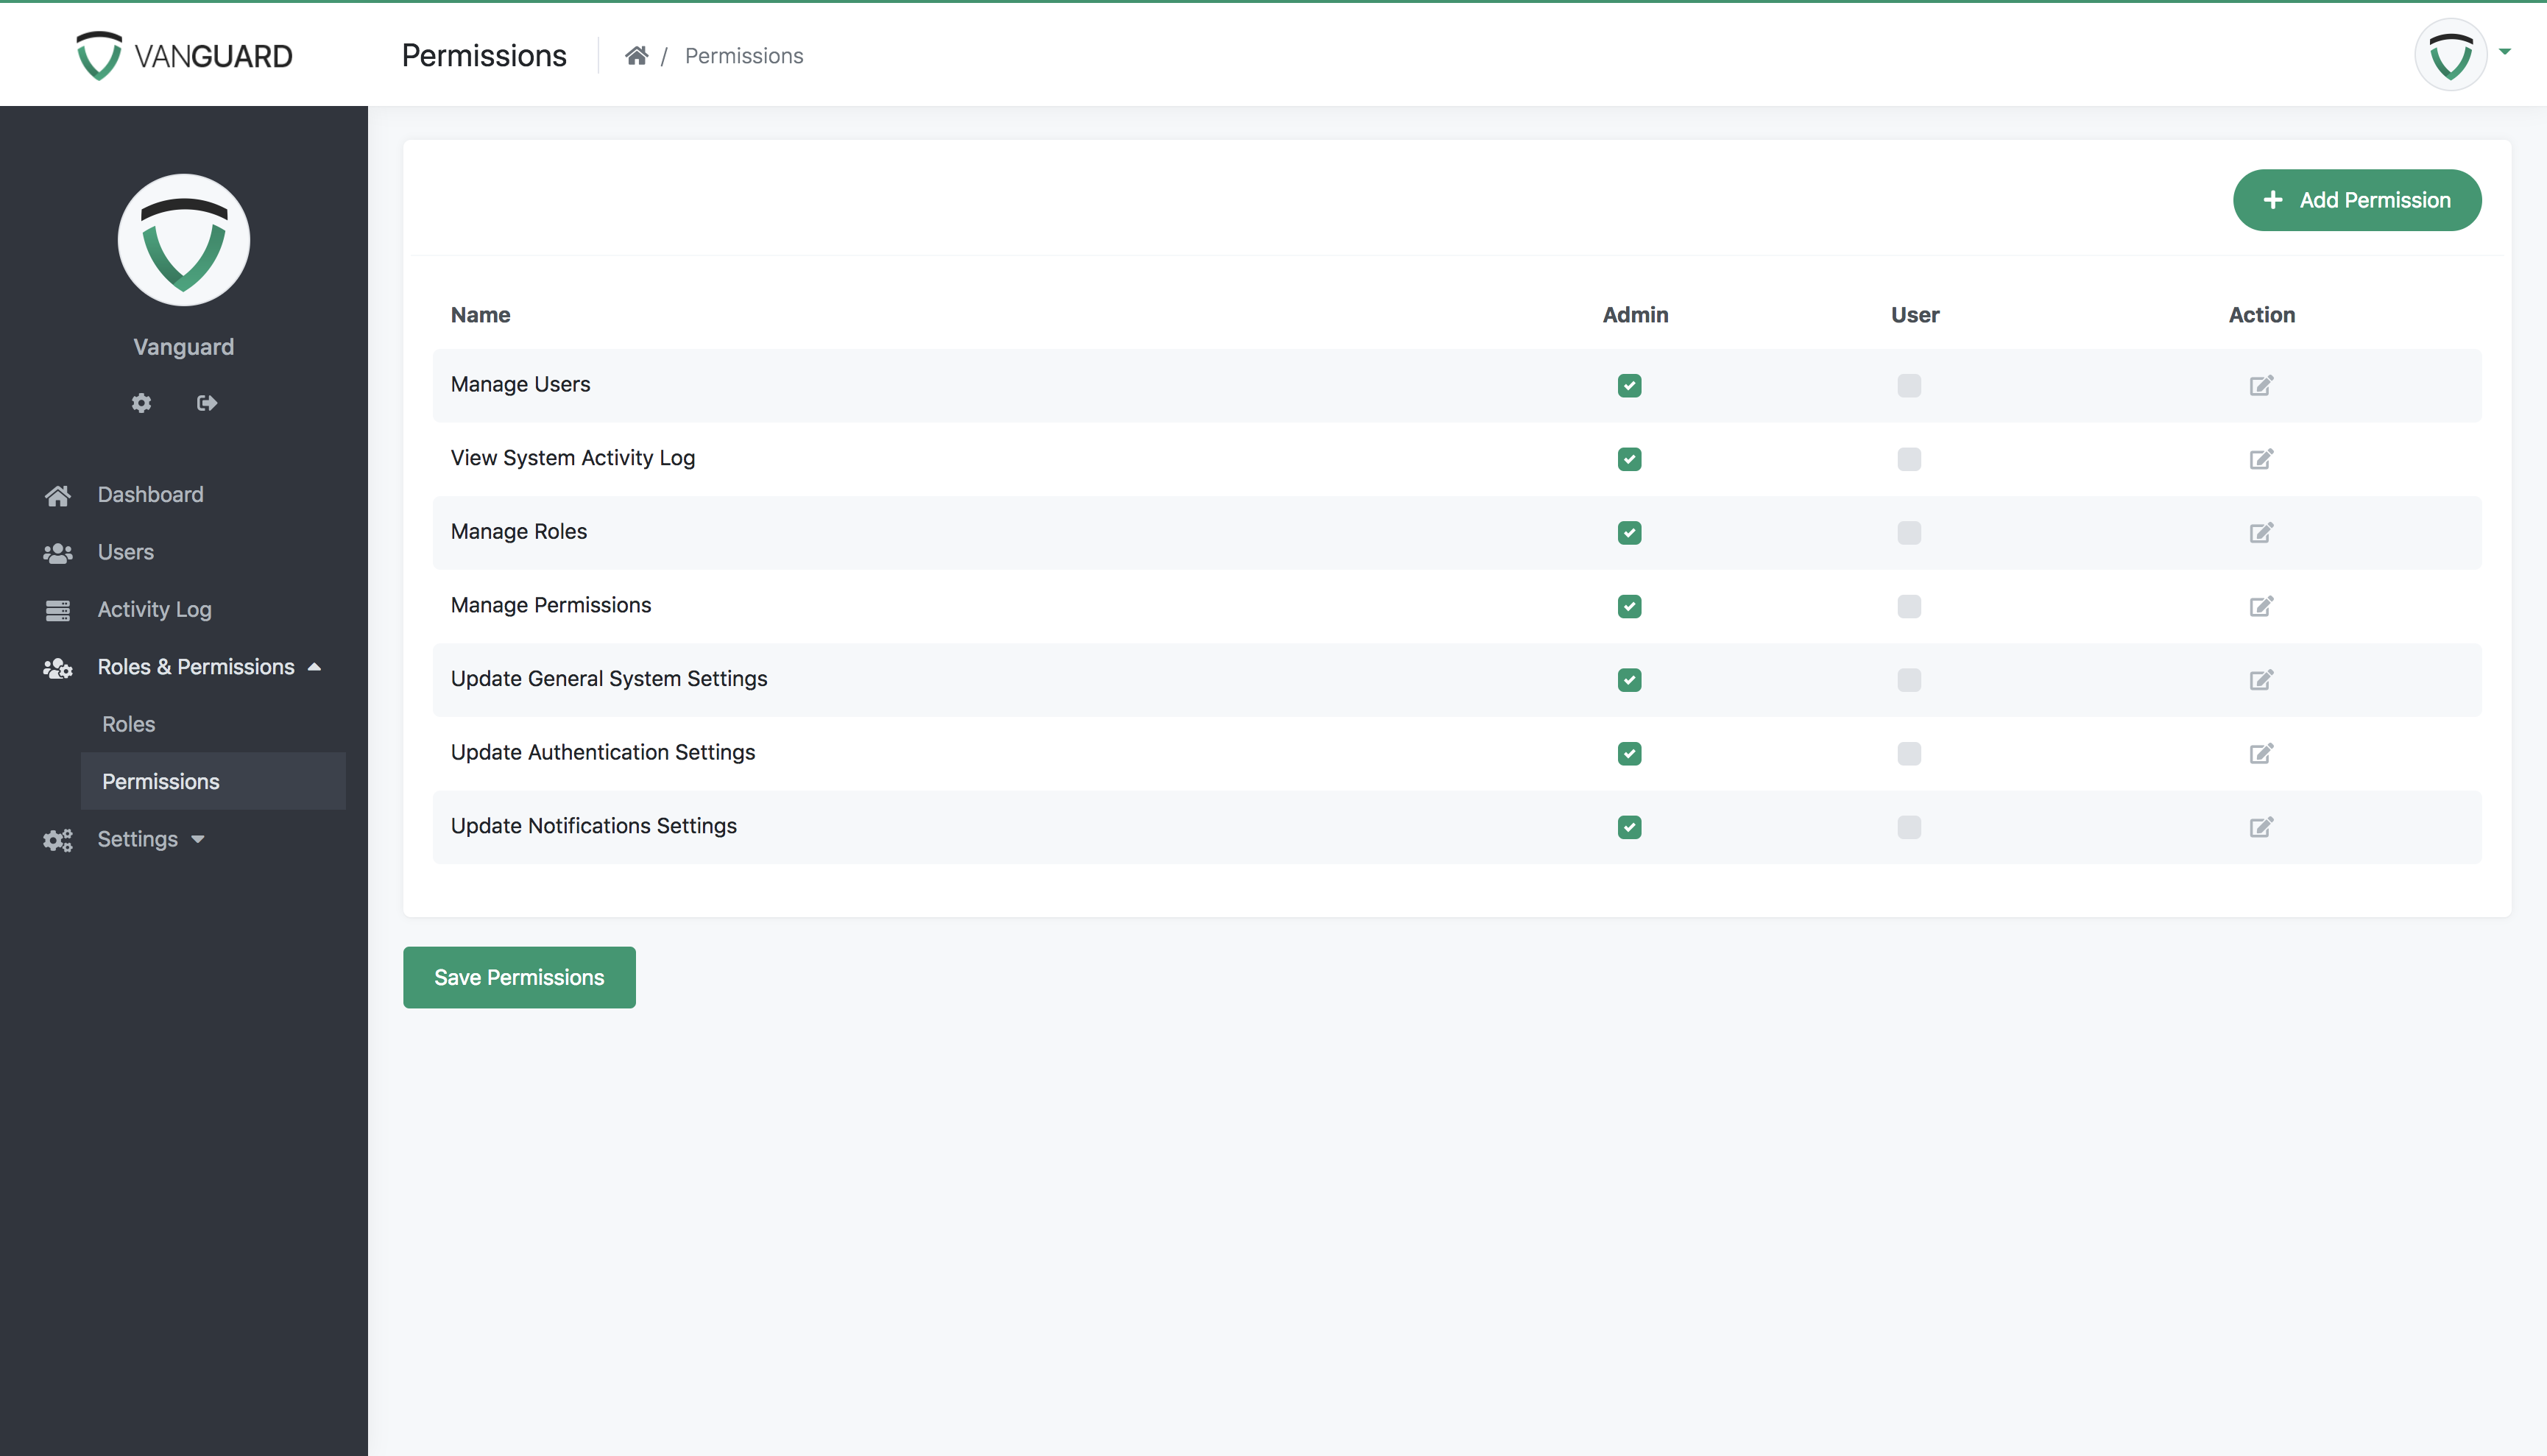 VANGUARD
Permissions
/ Permissions
Vanguard
Dashboard
Users
Activity Log
Roles & Permissions
Roles
Permissions
Settings
Add Permission
Name Admin User Action
Manage Users
View System Activity Log
Manage Roles
Manage Permissions
Update General System Settings
Update Authentication Settings
Update Notifications Settings
Save Permissions